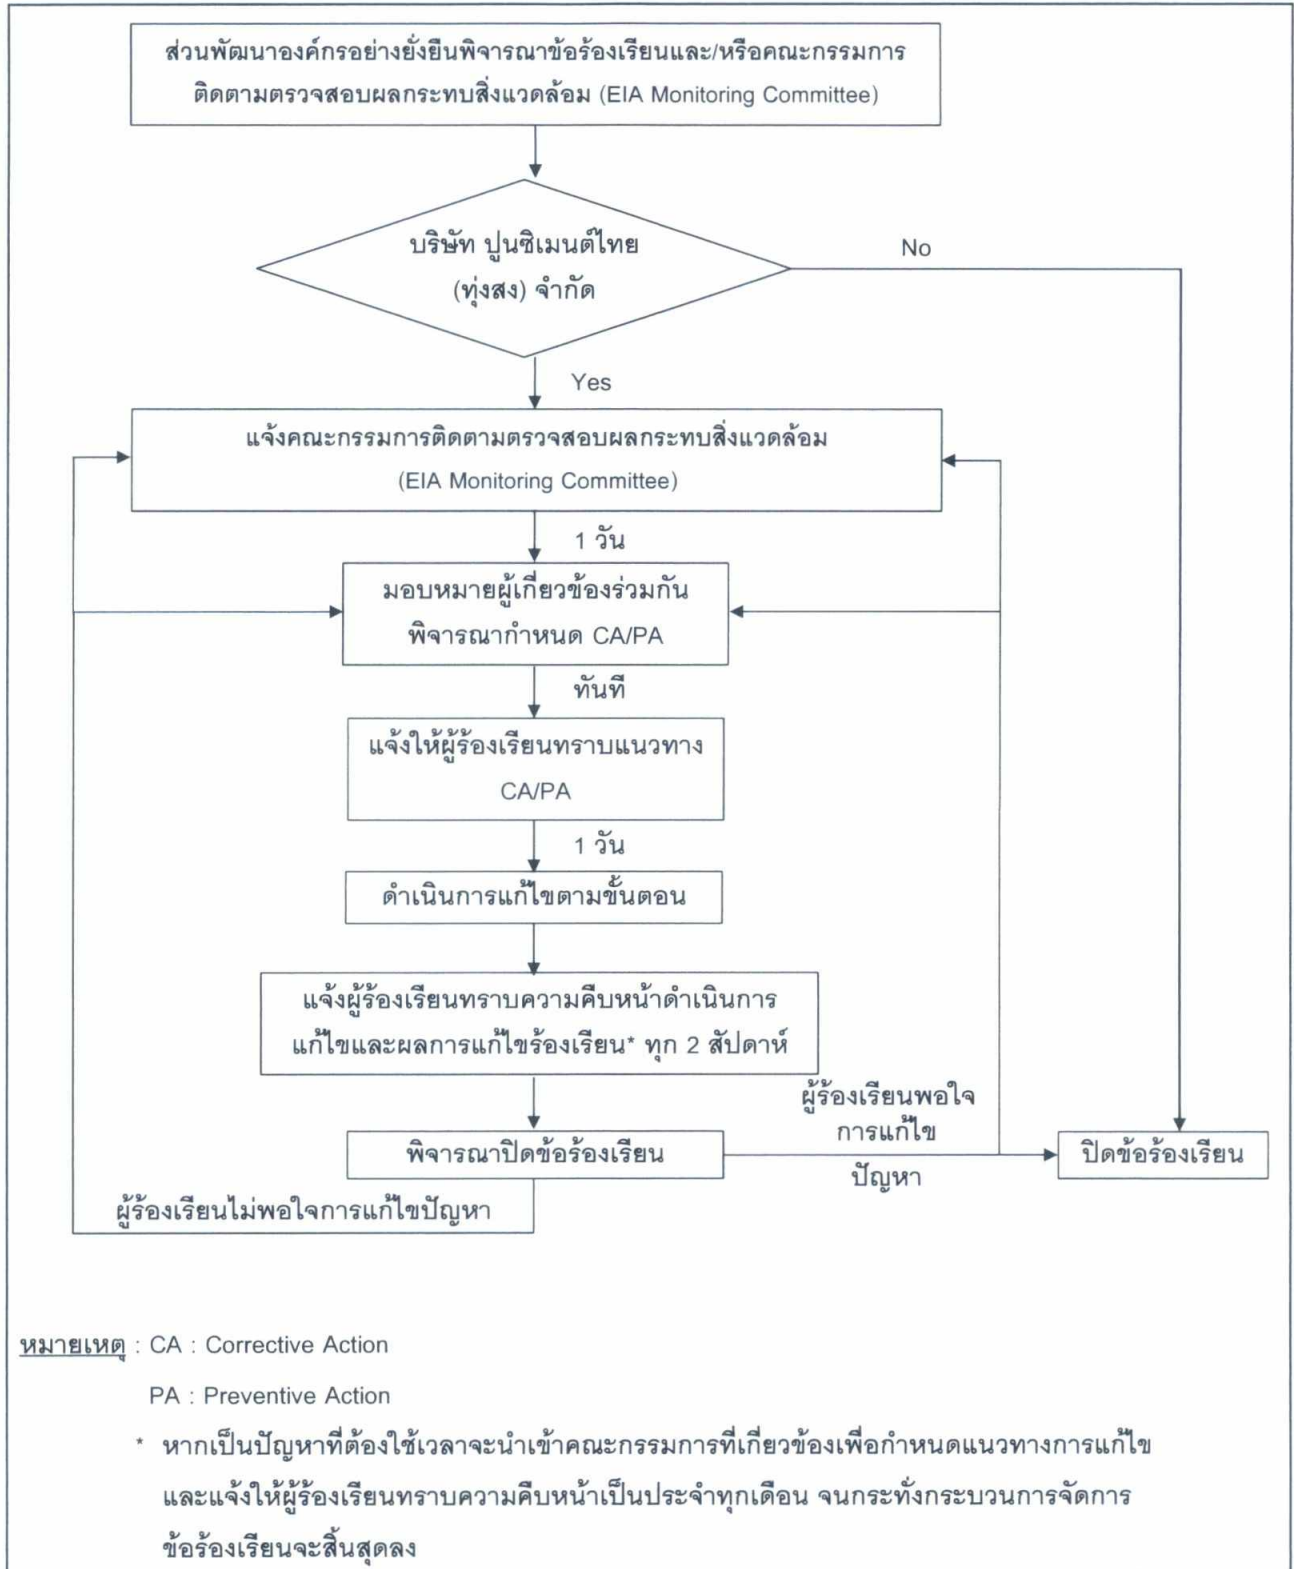 ส่วนพัฒนาองค์กรอย่างยั่งยืนพิจารณาข้อร้องเรียนและ/หรือคณะกรรมการ
ติดตามตรวจสอบผลกระทบสิ่งแวดล้อม (EIA Monitoring Committee)
บริษัท ปูนซิเมนต์ไทย
(ทุ่งสง) จำกัด
No
Yes
แจ้งคณะกรรมการติดตามตรวจสอบผลกระทบสิ่งแวดล้อม
(EIA Monitoring Committee)
1 วัน
มอบหมายผู้เกี่ยวข้องร่วมกัน
พิจารณากำหนด CA/PA
ทันที
แจ้งให้ผู้ร้องเรียนทราบแนวทาง
CA/PA
1 วัน
ดำเนินการแก้ไขตามขั้นตอน
แจ้งผู้ร้องเรียนทราบความคืบหน้าดำเนินการ
แก้ไขและผลการแก้ไขร้องเรียน* ทุก 2 สัปดาห์
ผู้ร้องเรียนพอใจ
การแก้ไข
ปัญหา
พิจารณาปิดข้อร้องเรียน
ปิดข้อร้องเรียน
ผู้ร้องเรียนไม่พอใจการแก้ไขปัญหา
หมายเหตุ : CA : Corrective Action
PA : Preventive Action
* หากเป็นปัญหาที่ต้องใช้เวลาจะนำเข้าคณะกรรมการที่เกี่ยวข้องเพื่อกำหนดแนวทางการแก้ไข
และแจ้งให้ผู้ร้องเรียนทราบความคืบหน้าเป็นประจำทุกเดือน จนกระทั่งกระบวนการจัดการ
ข้อร้องเรียนจะสิ้นสุดลง